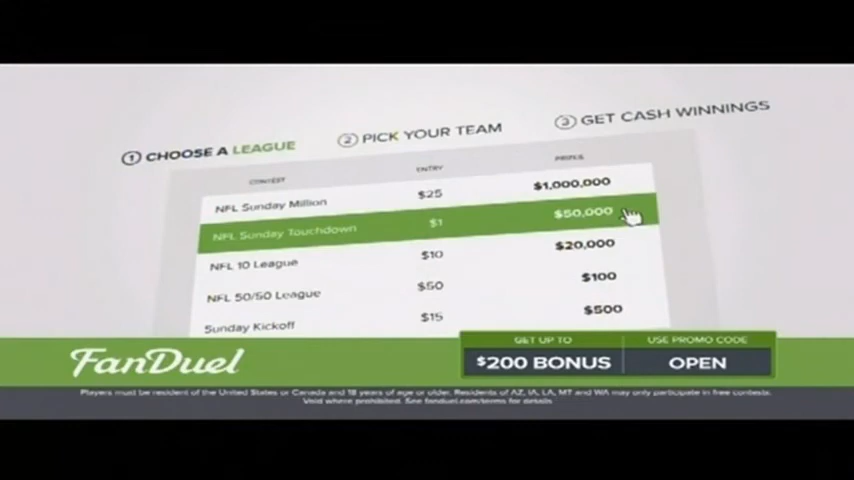 1 CHOOSE A LEAGUE
2 PICK YOUR TEAM
3 GET CASH WINNINGS
CONTEST ENTRY PRIZES
NFL Sunday Million $25 $1,000,000
NFL Sunday Touchdown $1 $50,000
NFL 10 League $10 $20,000
NFL 50/50 League $50 $100
Sunday Kickoff $15 $500
FanDuel
GET UP TO
$200 BONUS
USE PROMO CODE
OPEN
Players must be resident of the United States or Canada and 18 years of age or older. Residents of AZ, IA, LA, MT and WA may only participate in free contests.
Void where prohibited. See fanduel.com/terms for details